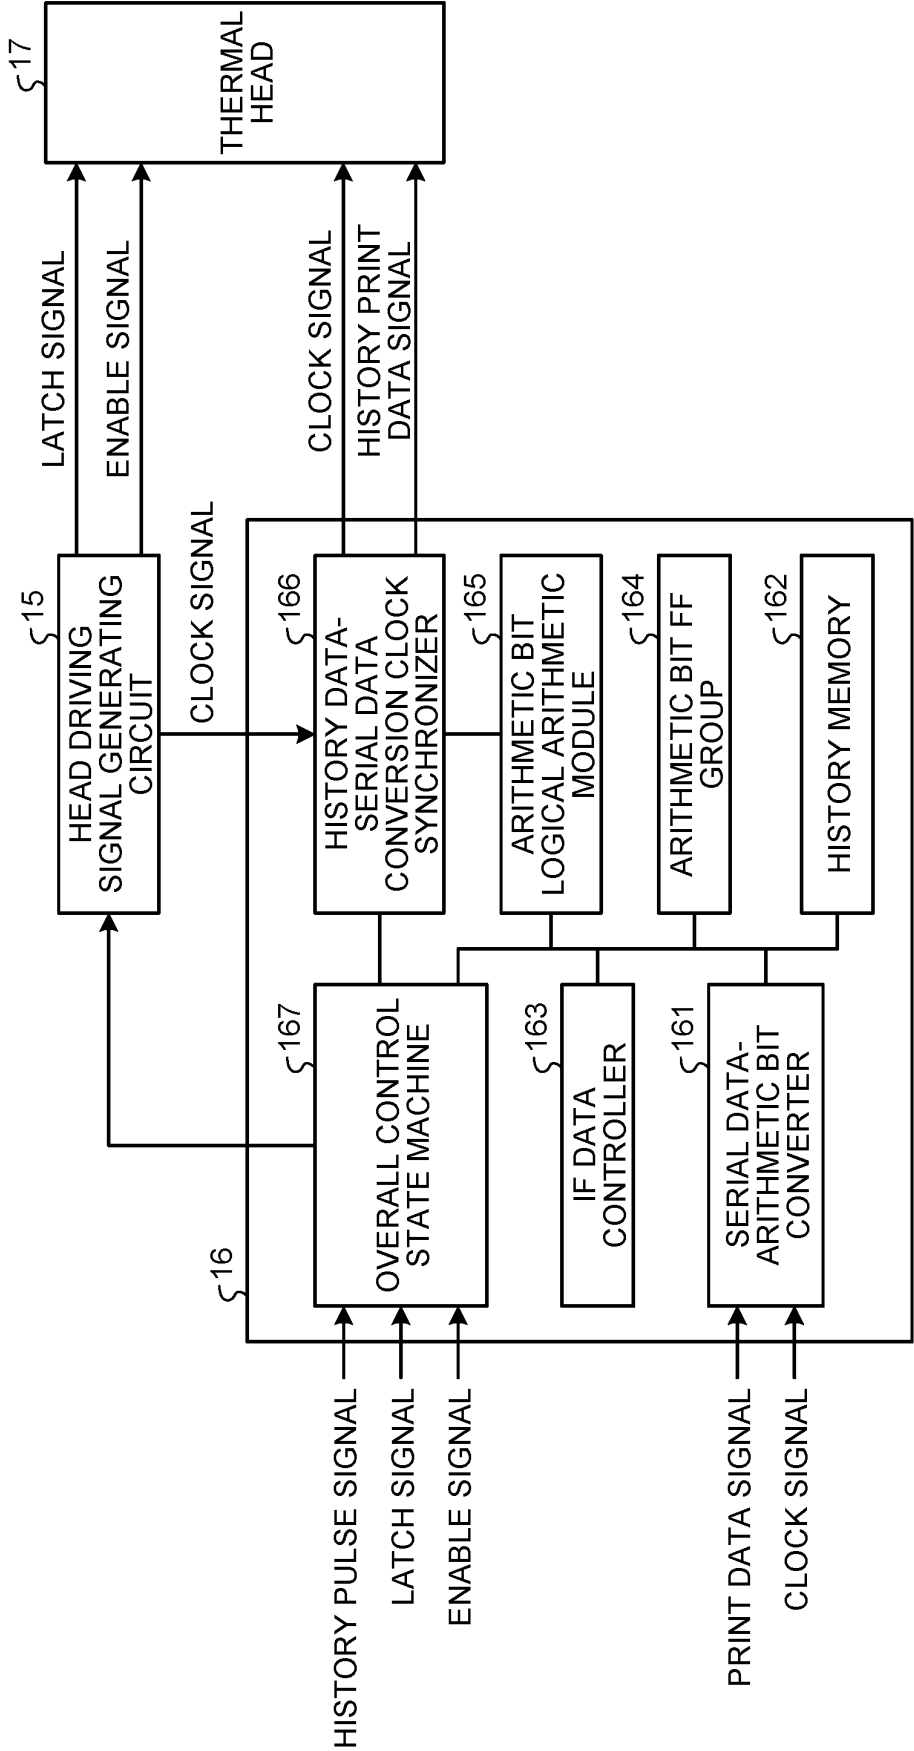 15
HEAD DRIVING
SIGNAL GENERATING
CIRCUIT
LATCH SIGNAL
ENABLE SIGNAL
17
THERMAL
HEAD
CLOCK SIGNAL
CLOCK SIGNAL
HISTORY PRINT
DATA SIGNAL
16
HISTORY PULSE SIGNAL
LATCH SIGNAL
ENABLE SIGNAL
167
OVERALL CONTROL
STATE MACHINE
166
HISTORY DATA-
SERIAL DATA
CONVERSION CLOCK
SYNCHRONIZER
165
ARITHMETIC BIT
LOGICAL ARITHMETIC
MODULE
163
IF DATA
CONTROLLER
164
ARITHMETIC BIT FF
GROUP
PRINT DATA SIGNAL
CLOCK SIGNAL
161
SERIAL DATA-
ARITHMETIC BIT
CONVERTER
162
HISTORY MEMORY